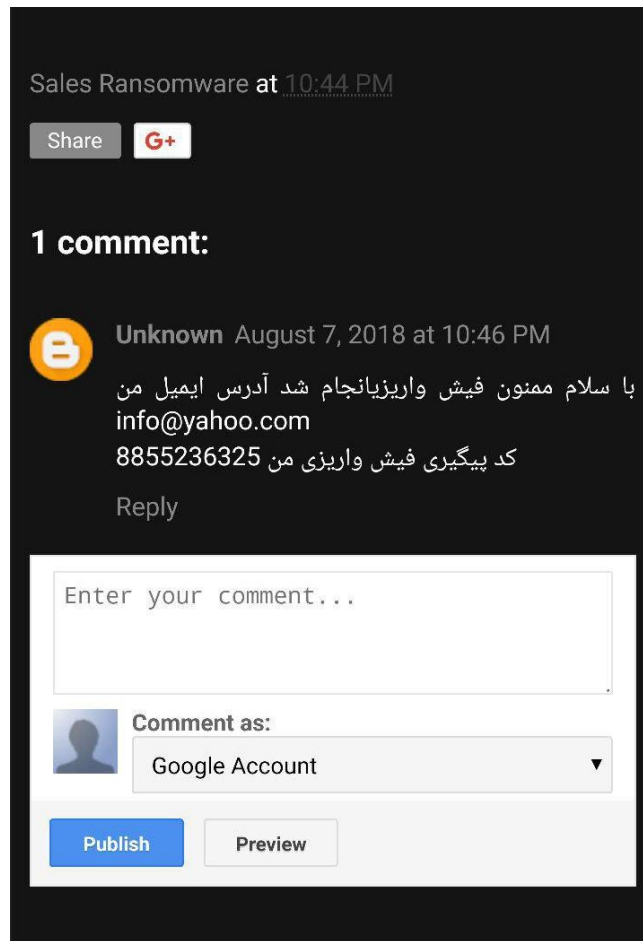 Sales Ransomware at 10:44 PM
Share G+
1 comment:
Unknown August 7, 2018 at 10:46 PM
با سلام ممنون فیش واریزیانجام شد آدرس ایمیل من
info@yahoo.com
کد پیگیری فیش واریزی من 8855236325
Reply
Enter your comment...
Comment as:
Google Account
Publish Preview